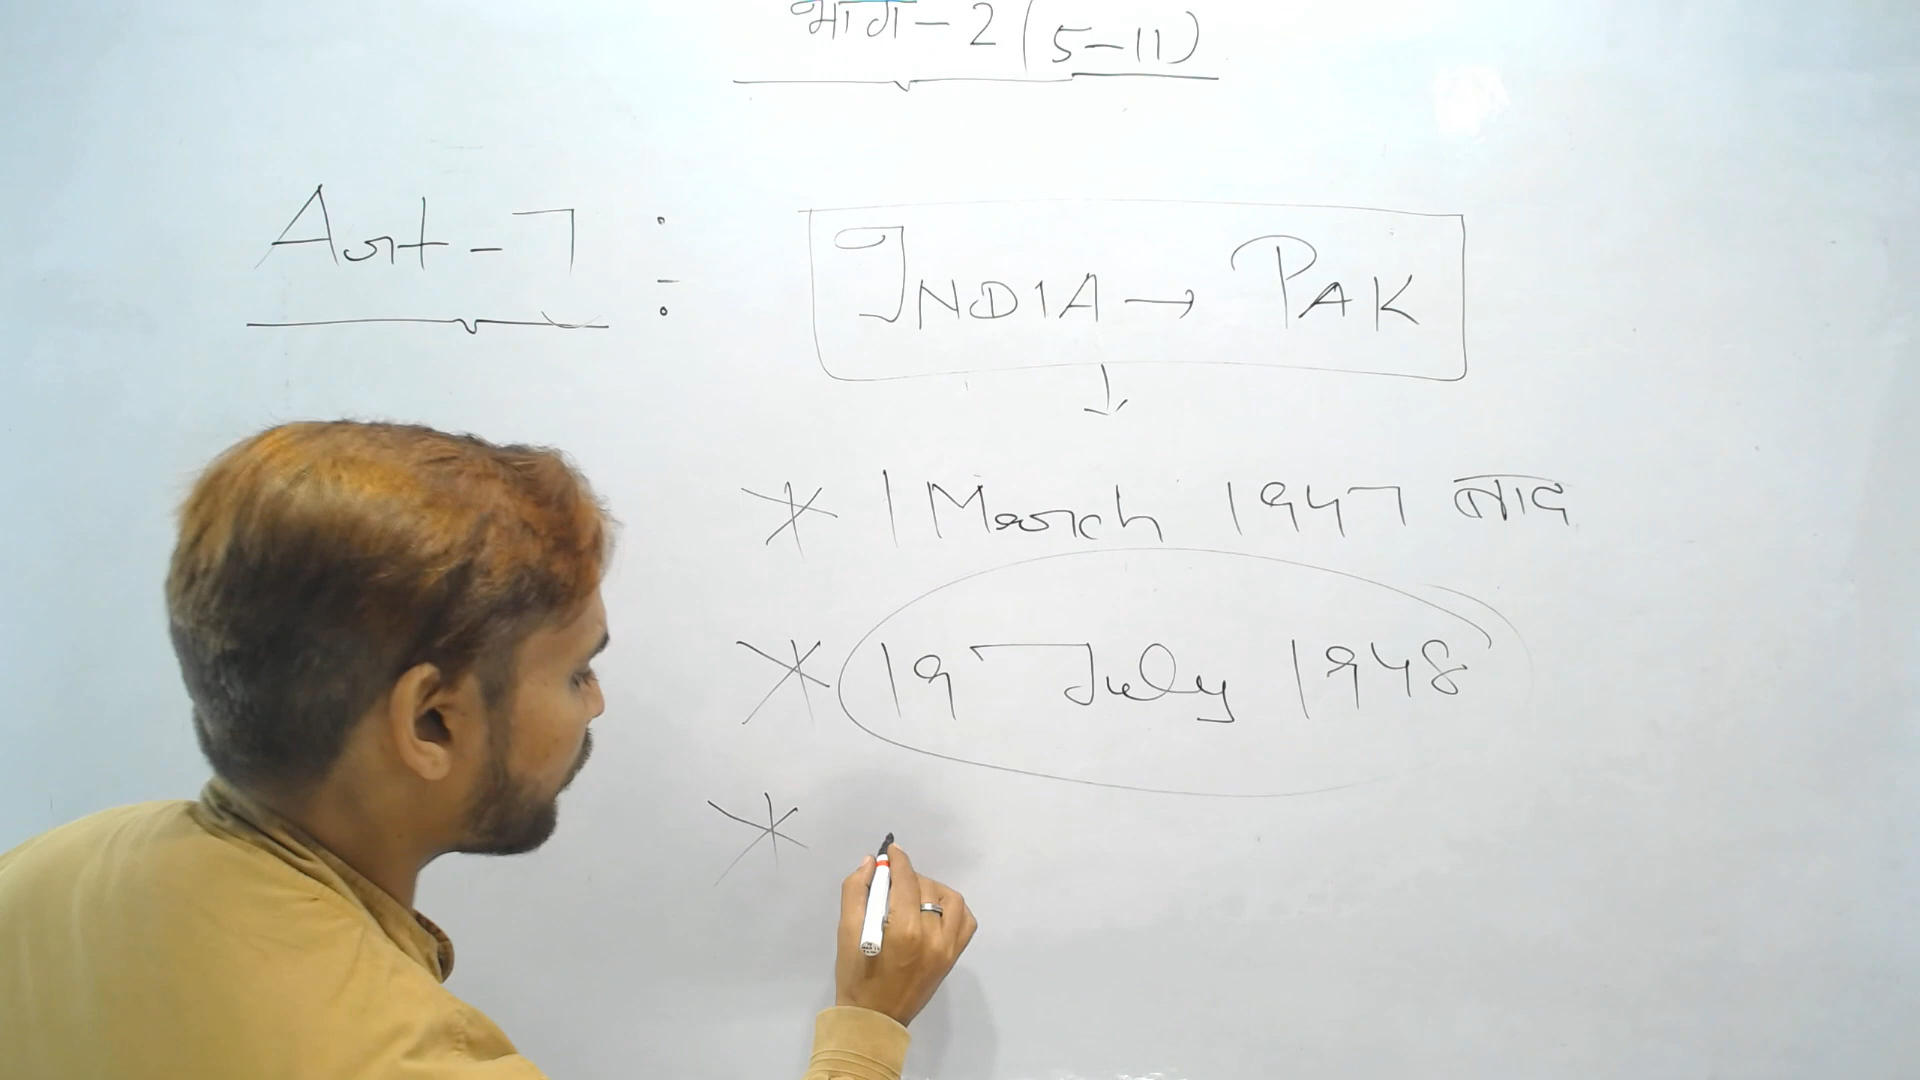 भाग - 2 (5-11)
Art - 7 : INDIA → PAK
* 1 March 1947 बाद
* 19 July 1948
*